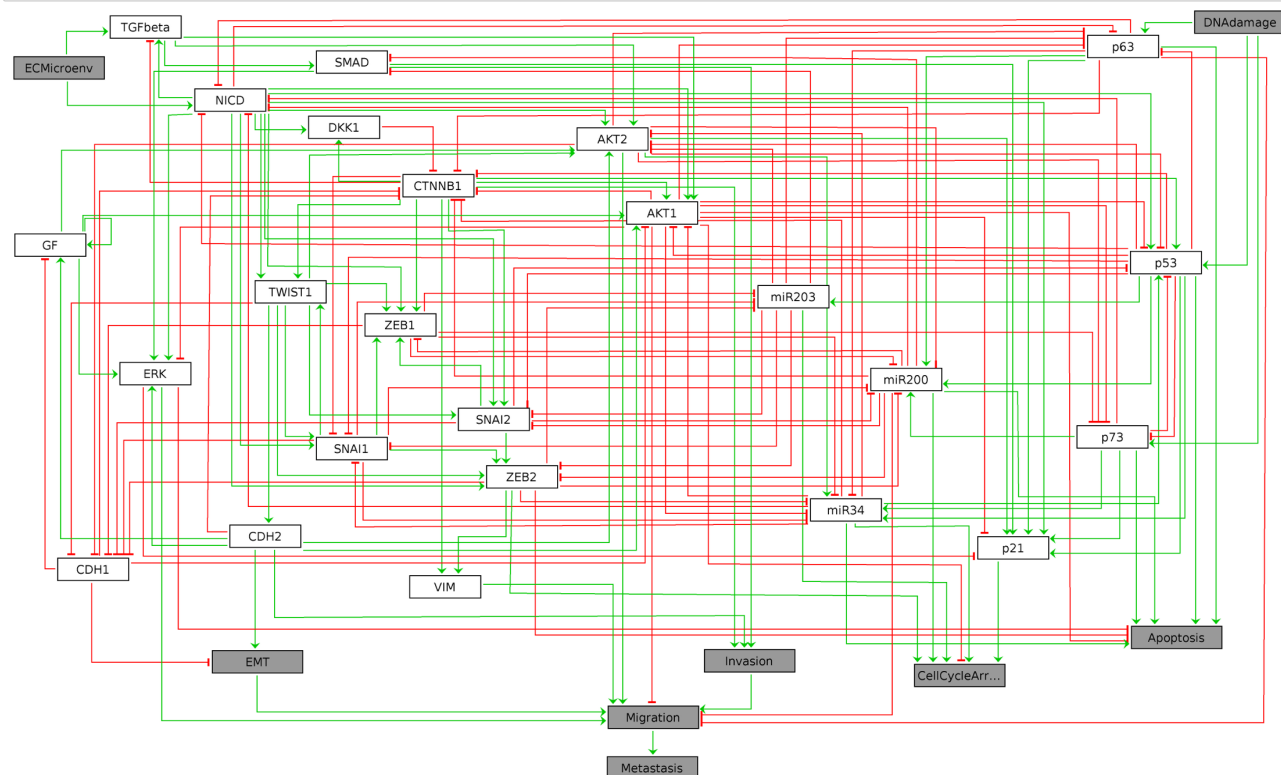 TGFbeta
DNAdamage
p63
ECMicroenv
SMAD
NICD
DKK1
AKT2
CTNNB1
AKT1
GF
p53
TWIST1
miR203
ZEB1
ERK
miR200
SNAI2
SNAI1
p73
ZEB2
miR34
CDH2
p21
CDH1
VIM
Apoptosis
EMT
Invasion
CellCycleArr...
Migration
Metastasis